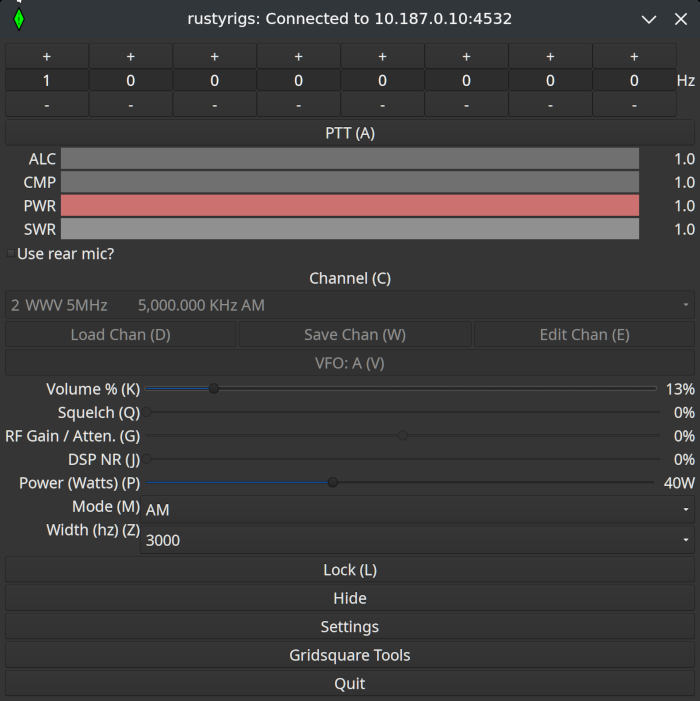 rustyrigs: Connected to 10.187.0.10:4532
+ + + + + + + +
1 0 0 0 0 0 0 0 Hz
- - - - - - - -
PTT (A)
ALC 1.0
CMP 1.0
PWR 1.0
SWR 1.0
Use rear mic?
Channel (C)
2 WWV 5MHz 5,000.000 KHz AM
Load Chan (D) Save Chan (W) Edit Chan (E)
VFO: A (V)
Volume % (K) 13%
Squelch (Q) 0%
RF Gain / Atten. (G) 0%
DSP NR (J) 0%
Power (Watts) (P) 40W
Mode (M) AM
Width (hz) (Z) 3000
Lock (L)
Hide
Settings
Gridsquare Tools
Quit